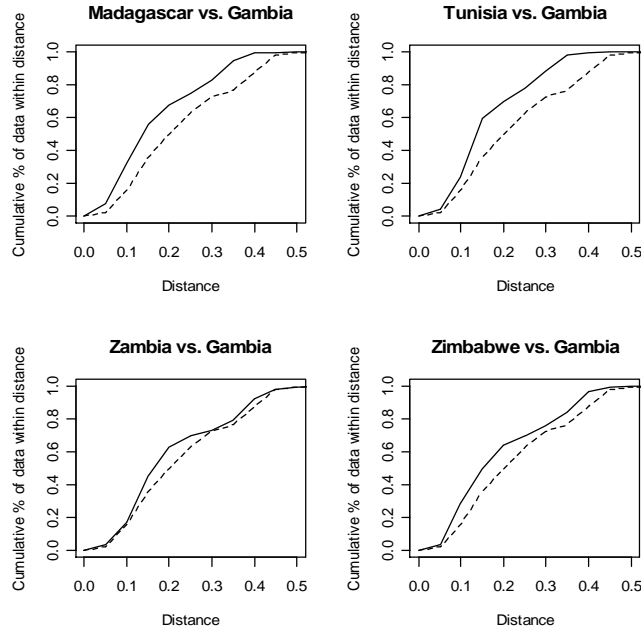 Madagascar vs. Gambia
Cumulative % of data within distance
0.0 0.2 0.4 0.6 0.8 1.0
0.0 0.1 0.2 0.3 0.4 0.5
Distance
Tunisia vs. Gambia
Cumulative % of data within distance
0.0 0.2 0.4 0.6 0.8 1.0
0.0 0.1 0.2 0.3 0.4 0.5
Distance
Zambia vs. Gambia
Cumulative % of data within distance
0.0 0.2 0.4 0.6 0.8 1.0
0.0 0.1 0.2 0.3 0.4 0.5
Distance
Zimbabwe vs. Gambia
Cumulative % of data within distance
0.0 0.2 0.4 0.6 0.8 1.0
0.0 0.1 0.2 0.3 0.4 0.5
Distance